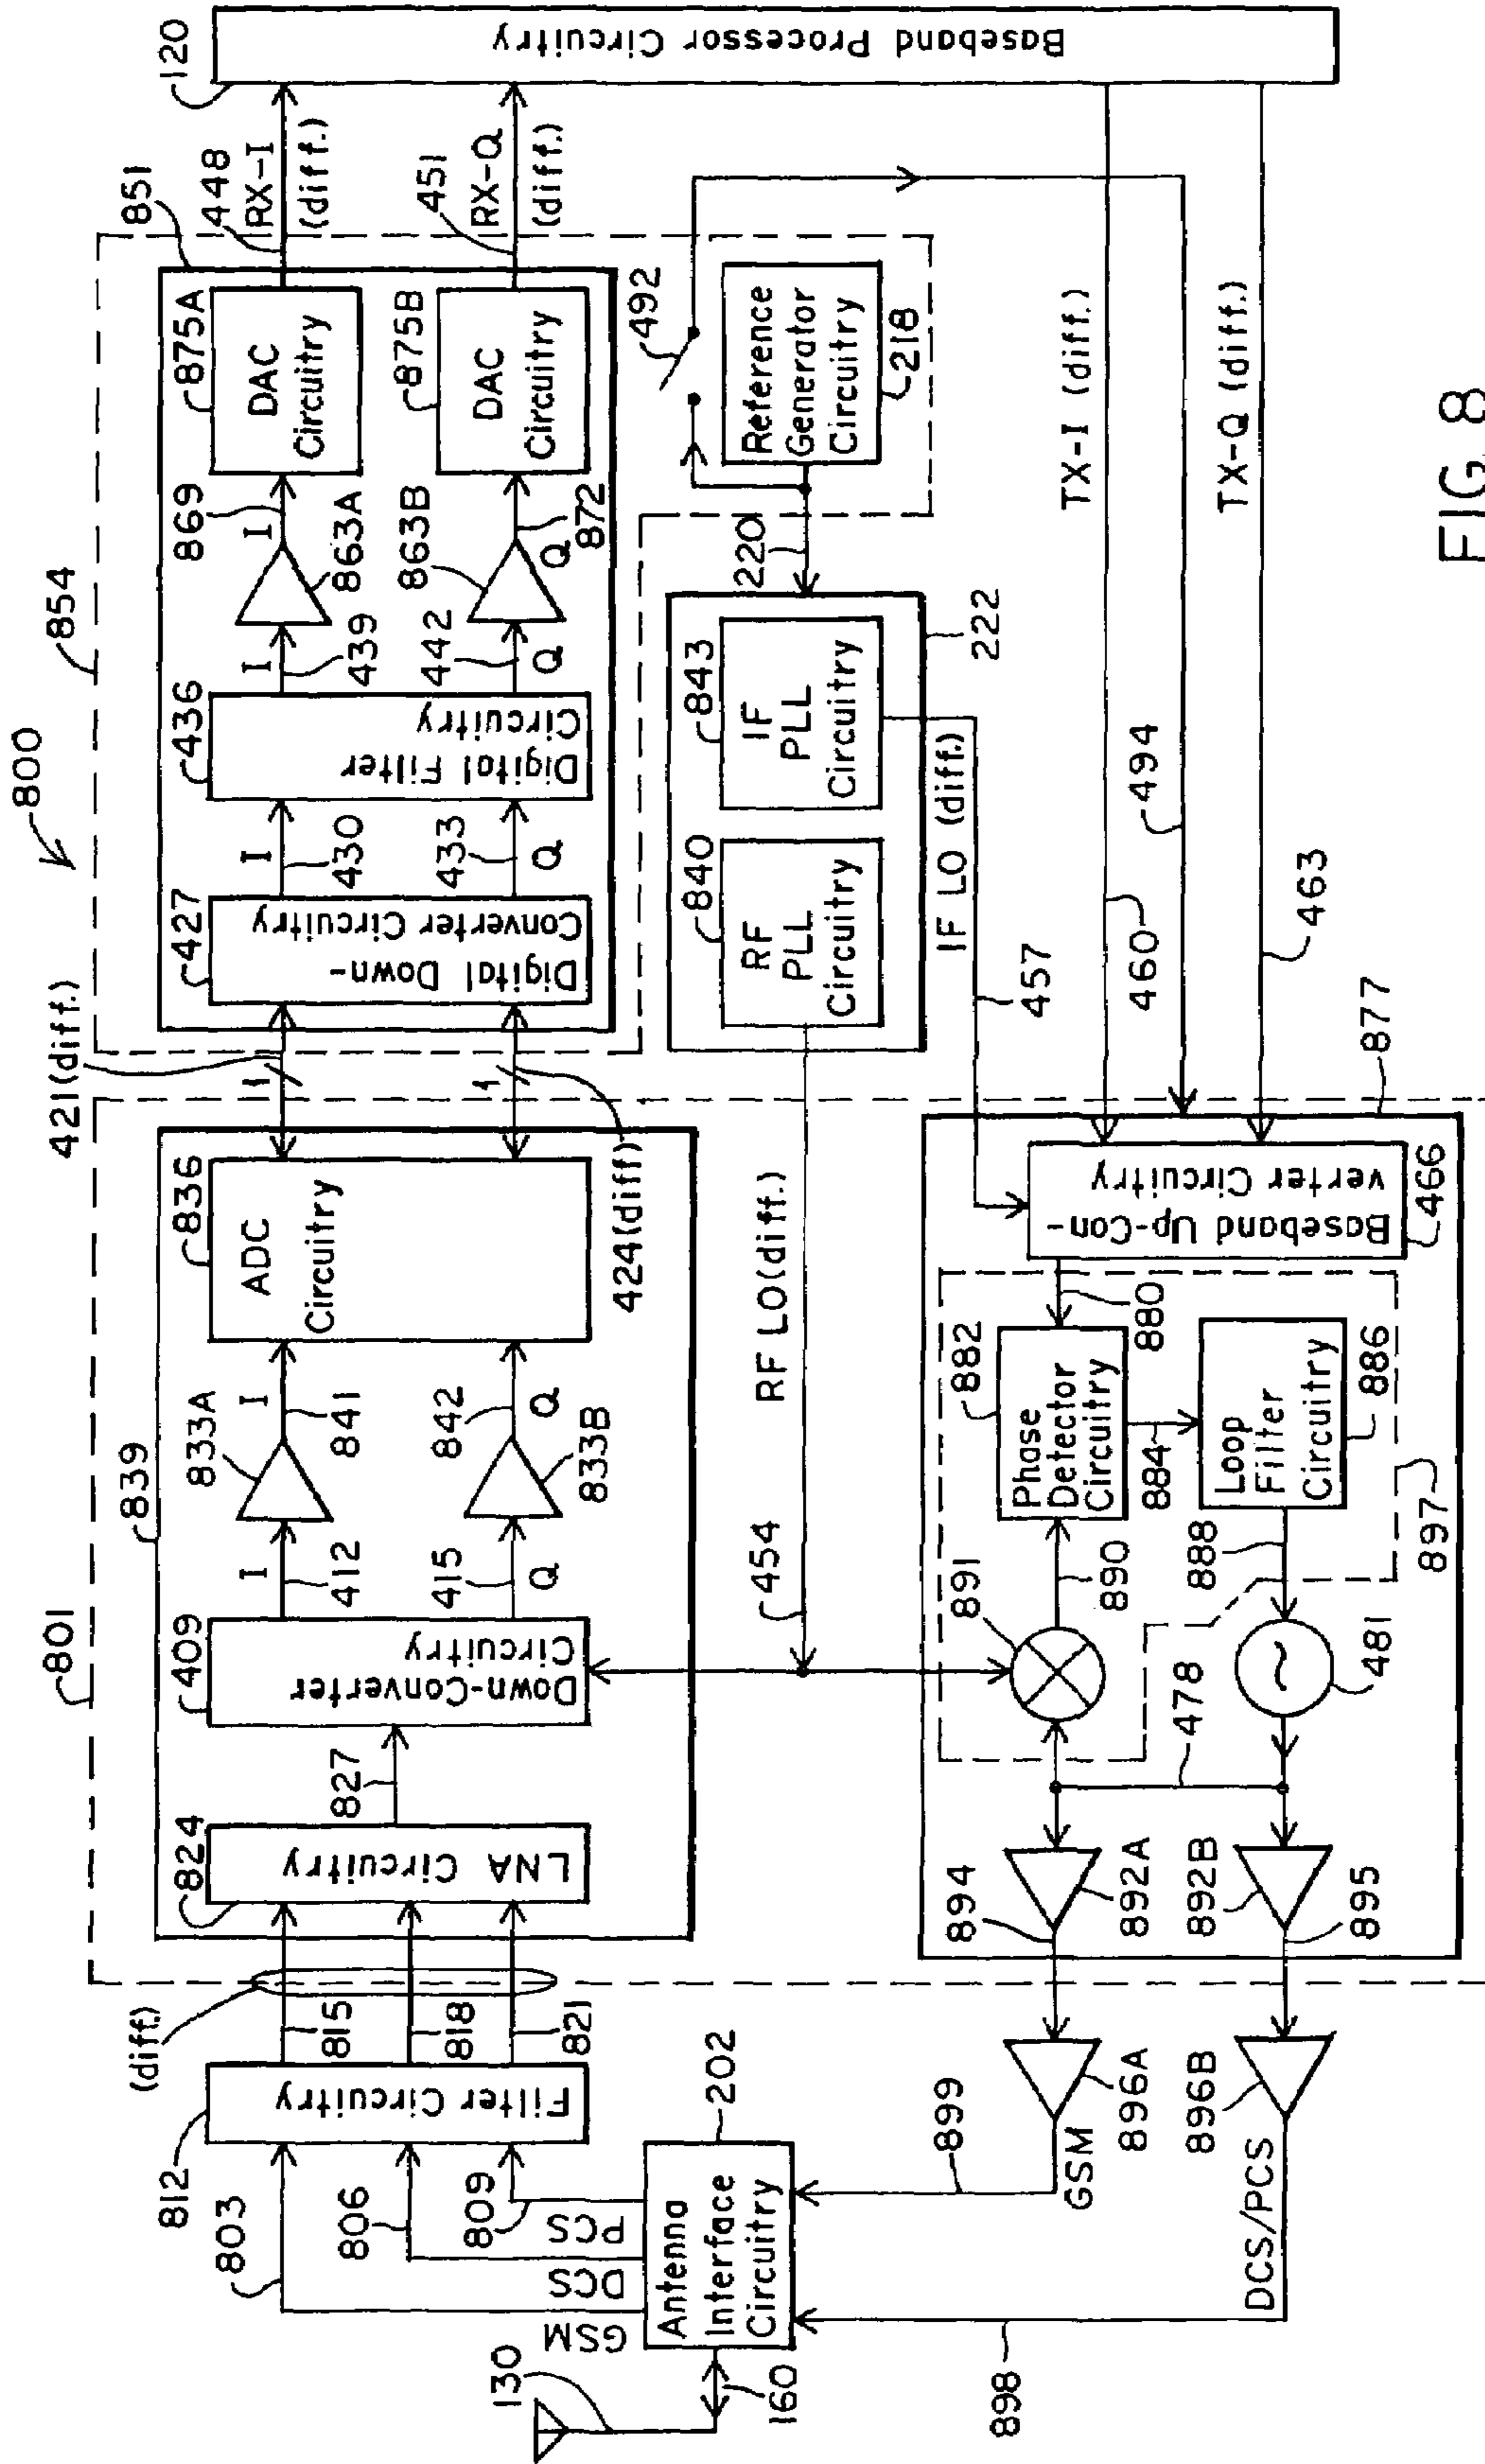 800
854
851
120
448
RX-I
(diff.)
451
RX-Q
(diff.)
Baseband Processor Circuitry
875A
DAC
Circuitry
875B
DAC
Circuitry
869
I
863A
863B
Q
872
436
Digital Filter
Circuitry
I
439
442
Q
427
Digital Down-
Converter Circuitry
I
430
433
Q
421(diff.)
1
1
424(diff)
492
Reference
Generator
Circuitry
218
220
222
843
IF
PLL
Circuitry
840
RF
PLL
Circuitry
IF LO (diff.)
457
RF LO(diff.)
454
TX-I (diff.)
460
494
TX-Q (diff.)
463
801
839
836
ADC
Circuitry
833A
I
841
842
Q
833B
409
Down-Converter
Circuitry
I
412
415
Q
827
824
LNA Circuitry
(diff.)
815
818
821
812
Filter Circuitry
803
806
809
GSM
DCS
PCS
202
Antenna
Interface
Circuitry
130
160
877
Baseband Up-Con-
verter Circuitry
466
880
882
Phase
Detector
Circuitry
884
Loop
Filter
Circuitry
886
888
890
891
897
481
478
892A
892B
894
895
896A
896B
899
GSM
DCS/PCS
898
FIG. 8